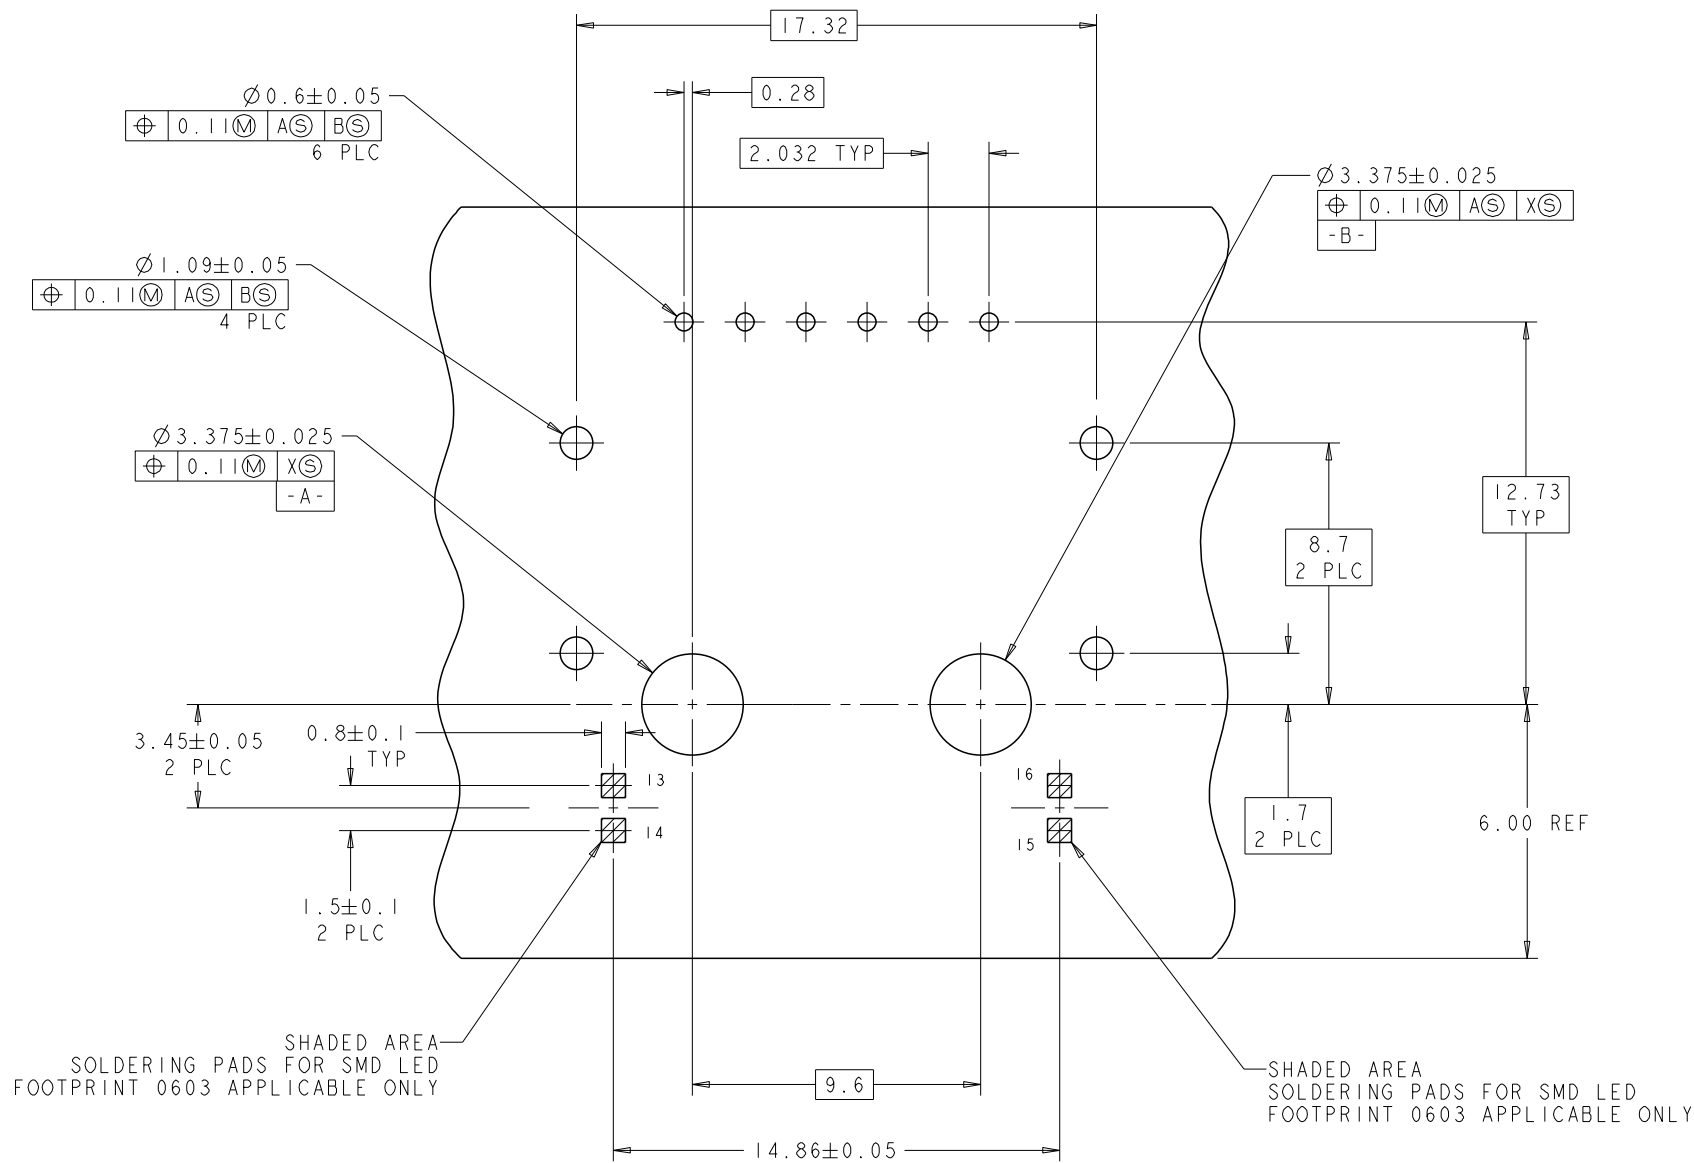 17.32
0.28
Ø0.6±0.05
⌖ 0.11Ⓜ AⓈ BⓈ
6 PLC
2.032 TYP
Ø3.375±0.025
⌖ 0.11Ⓜ AⓈ XⓈ
-B-
Ø1.09±0.05
⌖ 0.11Ⓜ AⓈ BⓈ
4 PLC
Ø3.375±0.025
⌖ 0.11Ⓜ XⓈ
-A-
12.73
TYP
8.7
2 PLC
3.45±0.05
2 PLC
0.8±0.1
TYP
13
14
16
15
1.7
2 PLC
6.00 REF
1.5±0.1
2 PLC
SHADED AREA
SOLDERING PADS FOR SMD LED
FOOTPRINT 0603 APPLICABLE ONLY
SHADED AREA
SOLDERING PADS FOR SMD LED
FOOTPRINT 0603 APPLICABLE ONLY
9.6
14.86±0.05